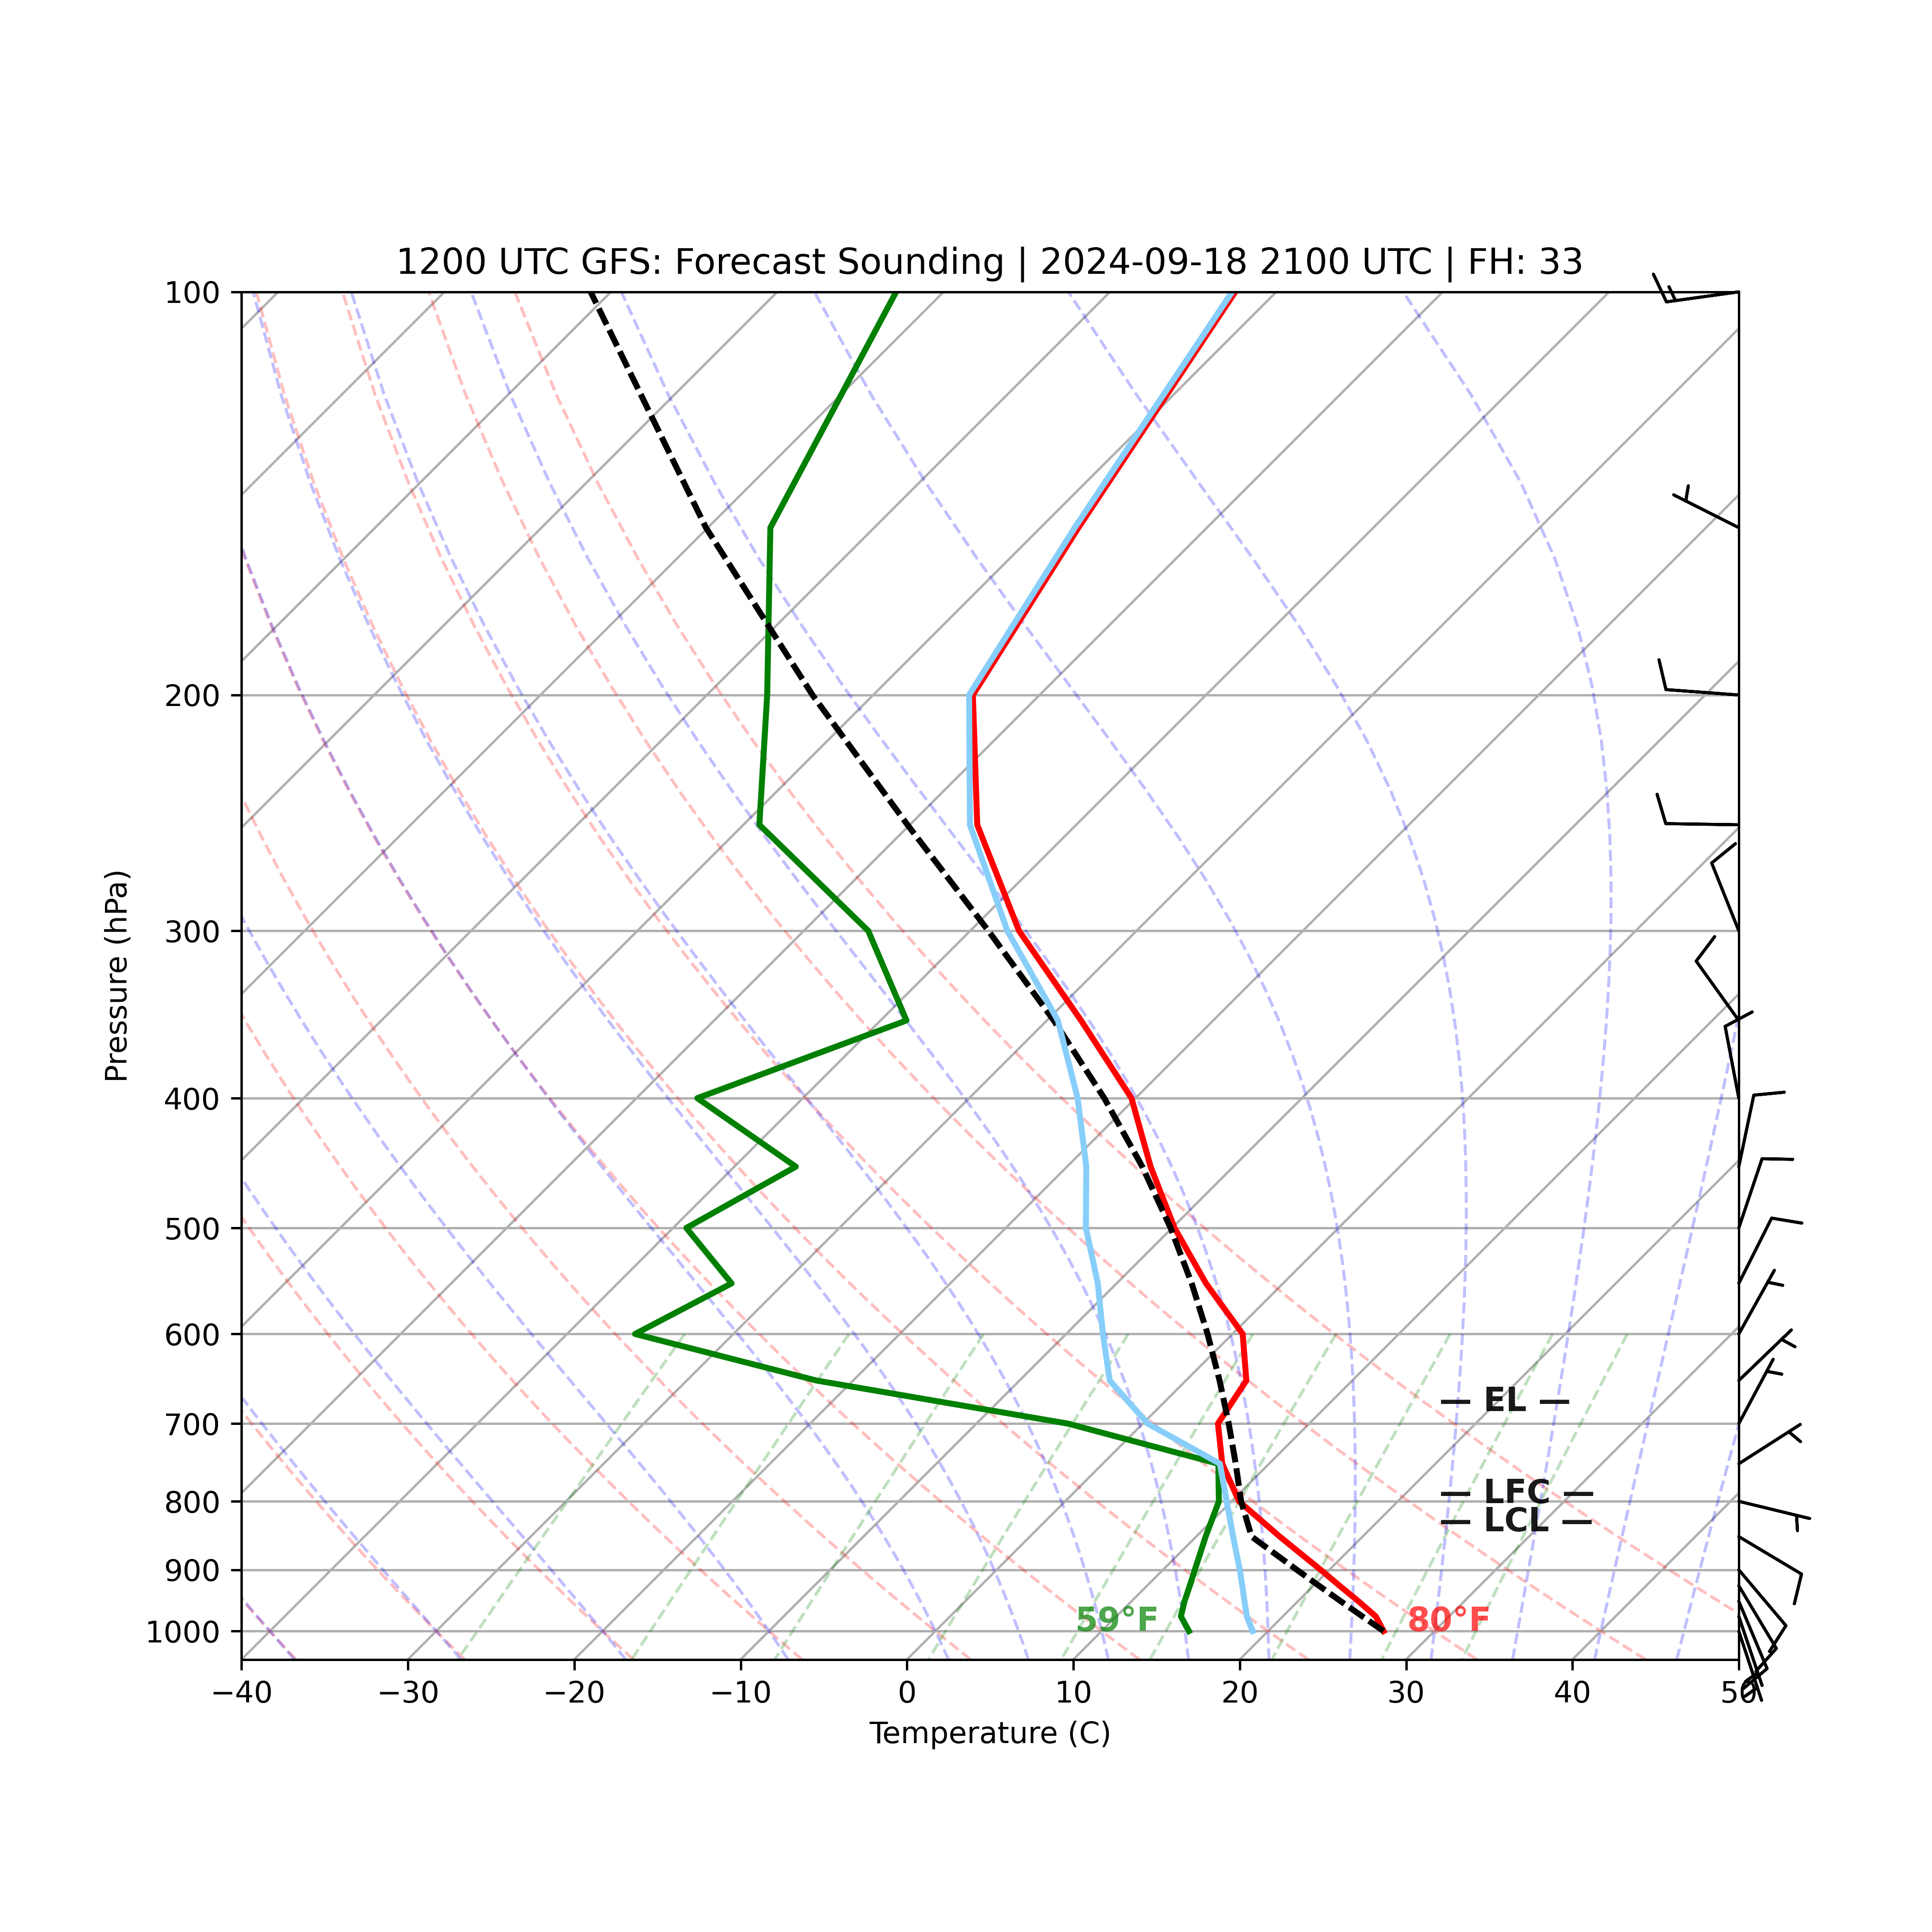 1200 UTC GFS: Forecast Sounding | 2024-09-18 2100 UTC | FH: 33
100
200
300
400
500
600
700
800
900
1000
Pressure (hPa)
— EL —
— LFC —
— LCL —
59°F
80°F
−40
−30
−20
−10
0
10
20
30
40
50
Temperature (C)